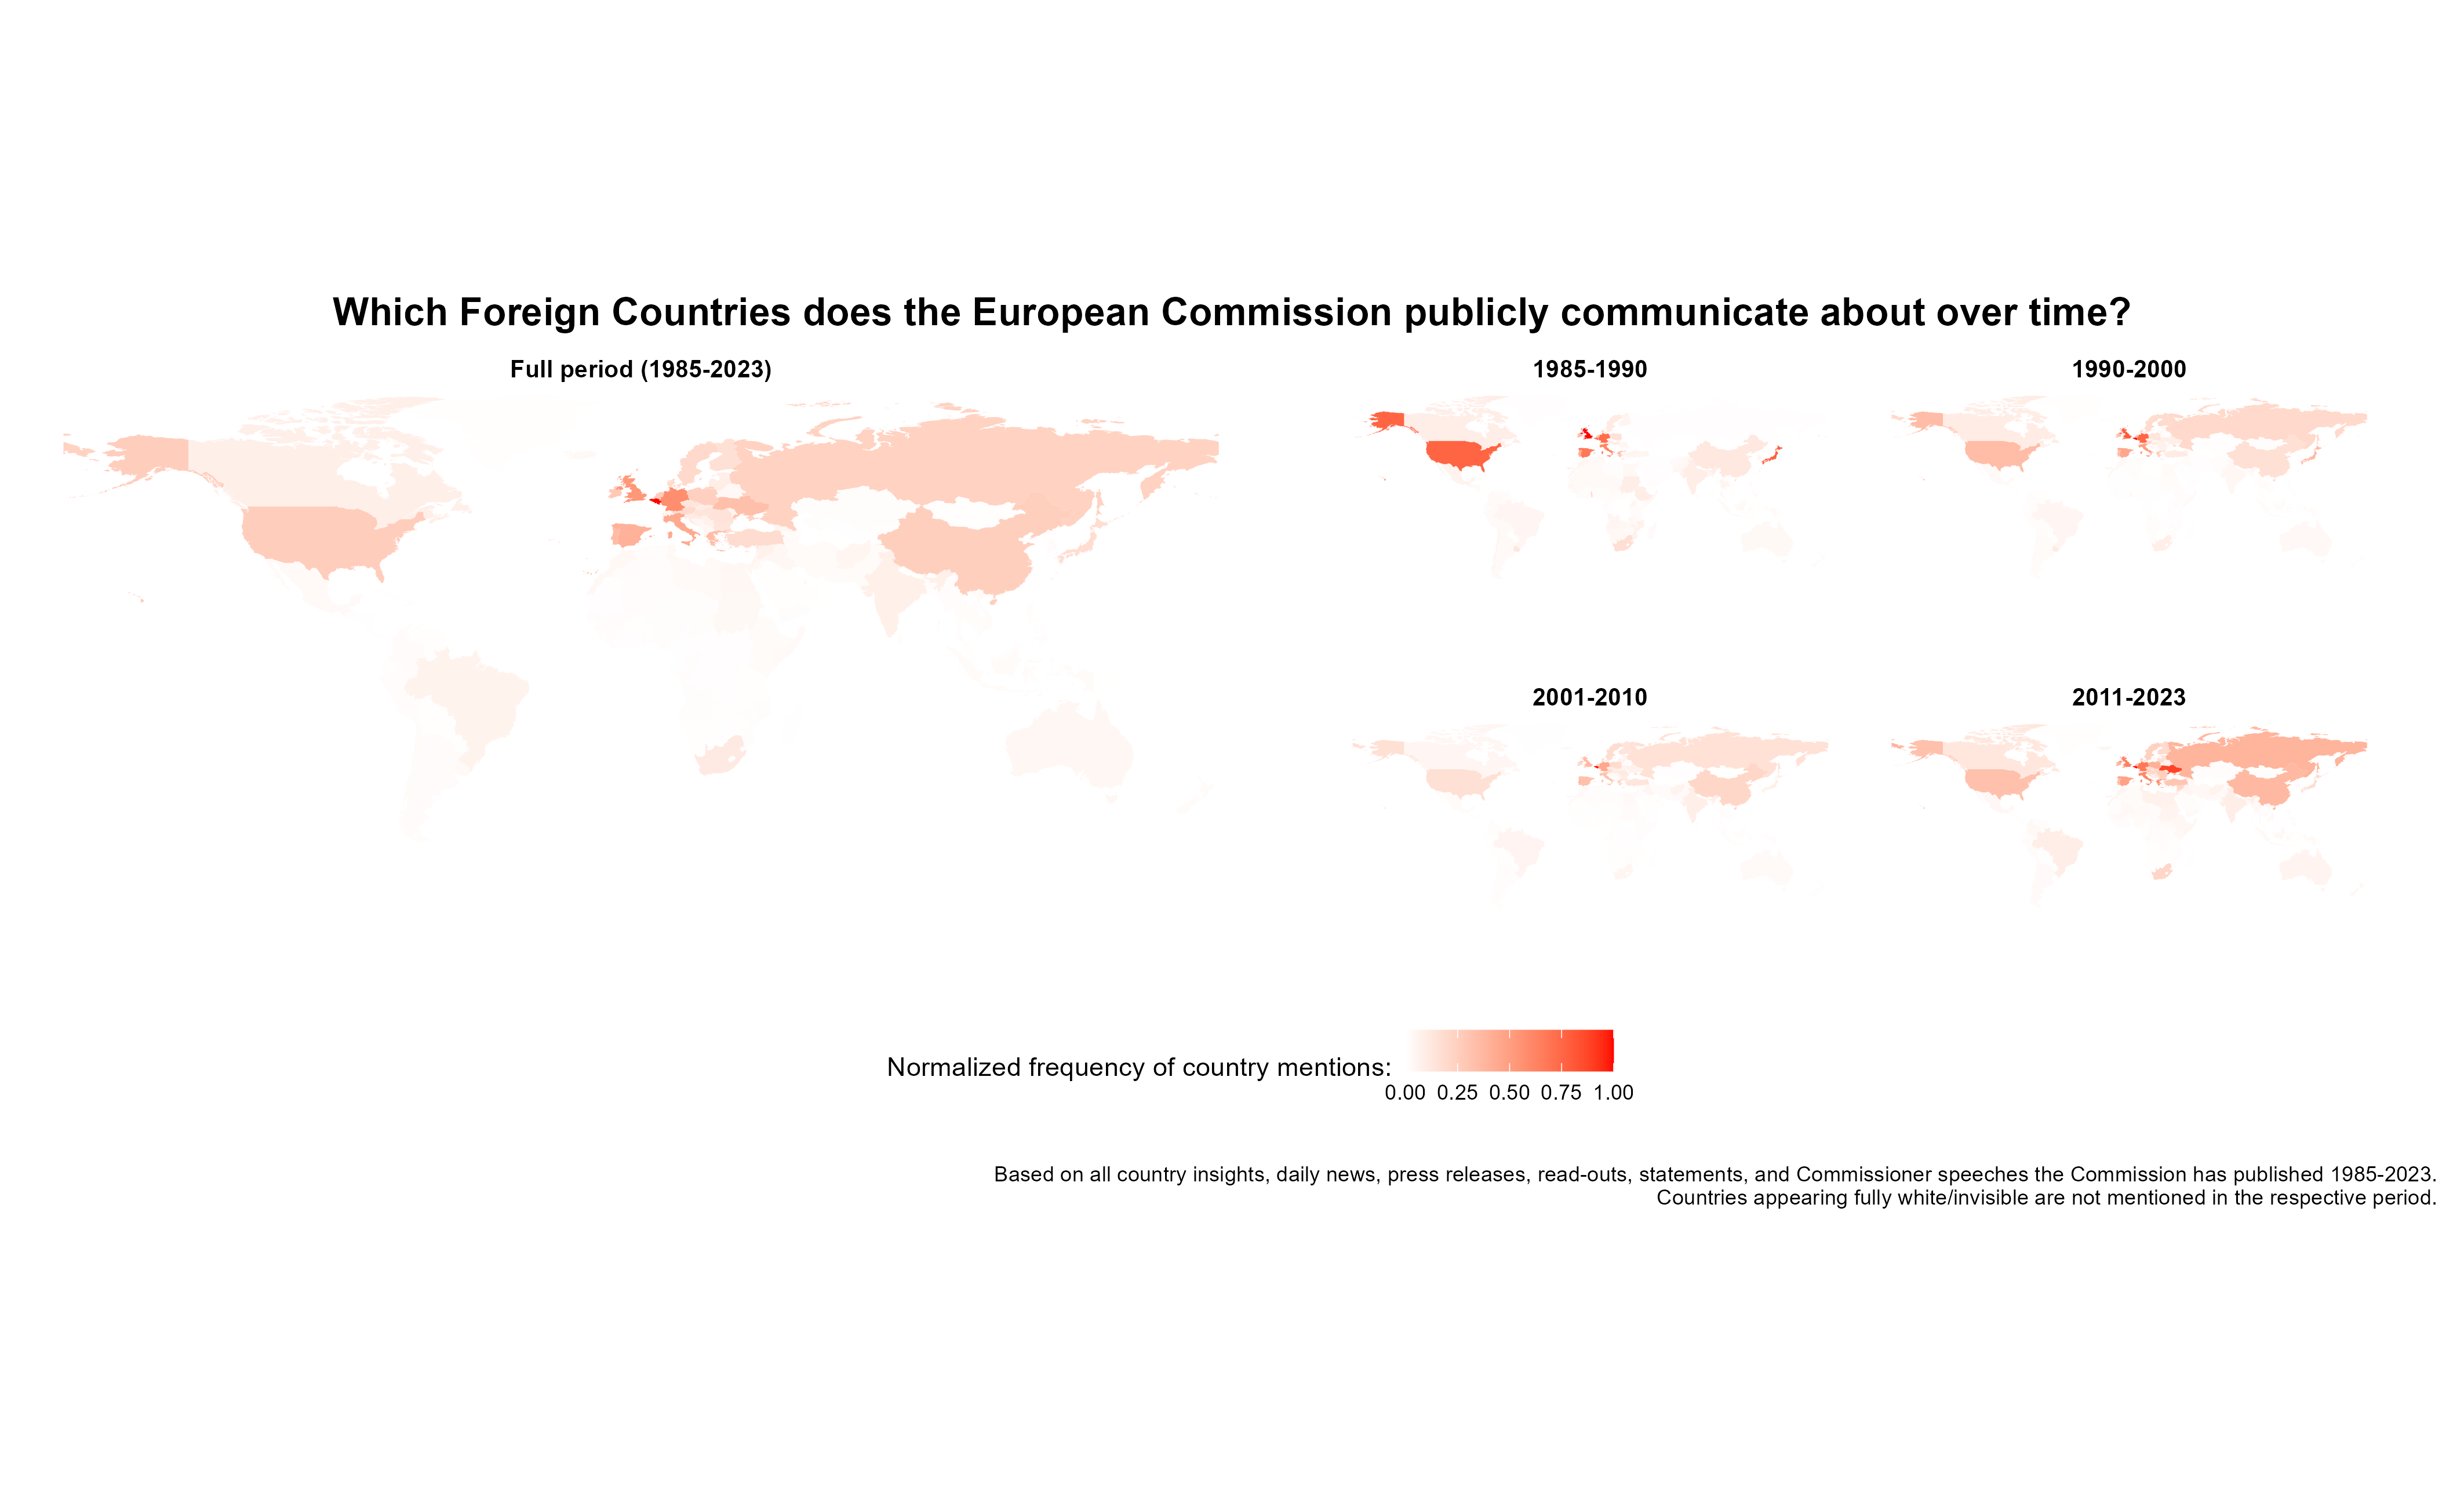 Which Foreign Countries does the European Commission publicly communicate about over time?
Full period (1985-2023)
1985-1990
1990-2000
2001-2010
2011-2023
Normalized frequency of country mentions:
0.00 0.25 0.50 0.75 1.00
Based on all country insights, daily news, press releases, read-outs, statements, and Commissioner speeches the Commission has published 1985-2023.
Countries appearing fully white/invisible are not mentioned in the respective period.